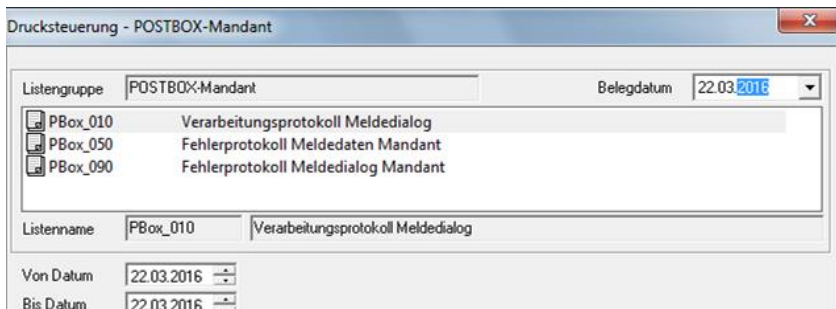 Drucksteuerung - POSTBOX-Mandant
Listengruppe POSTBOX-Mandant Belegdatum 22.03.2016
PBox_010 Verarbeitungsprotokoll Meldedialog
PBox_050 Fehlerprotokoll Meldedaten Mandant
PBox_090 Fehlerprotokoll Meldedialog Mandant
Listenname PBox_010 Verarbeitungsprotokoll Meldedialog
Von Datum 22.03.2016
Bis Datum 22.03.2016